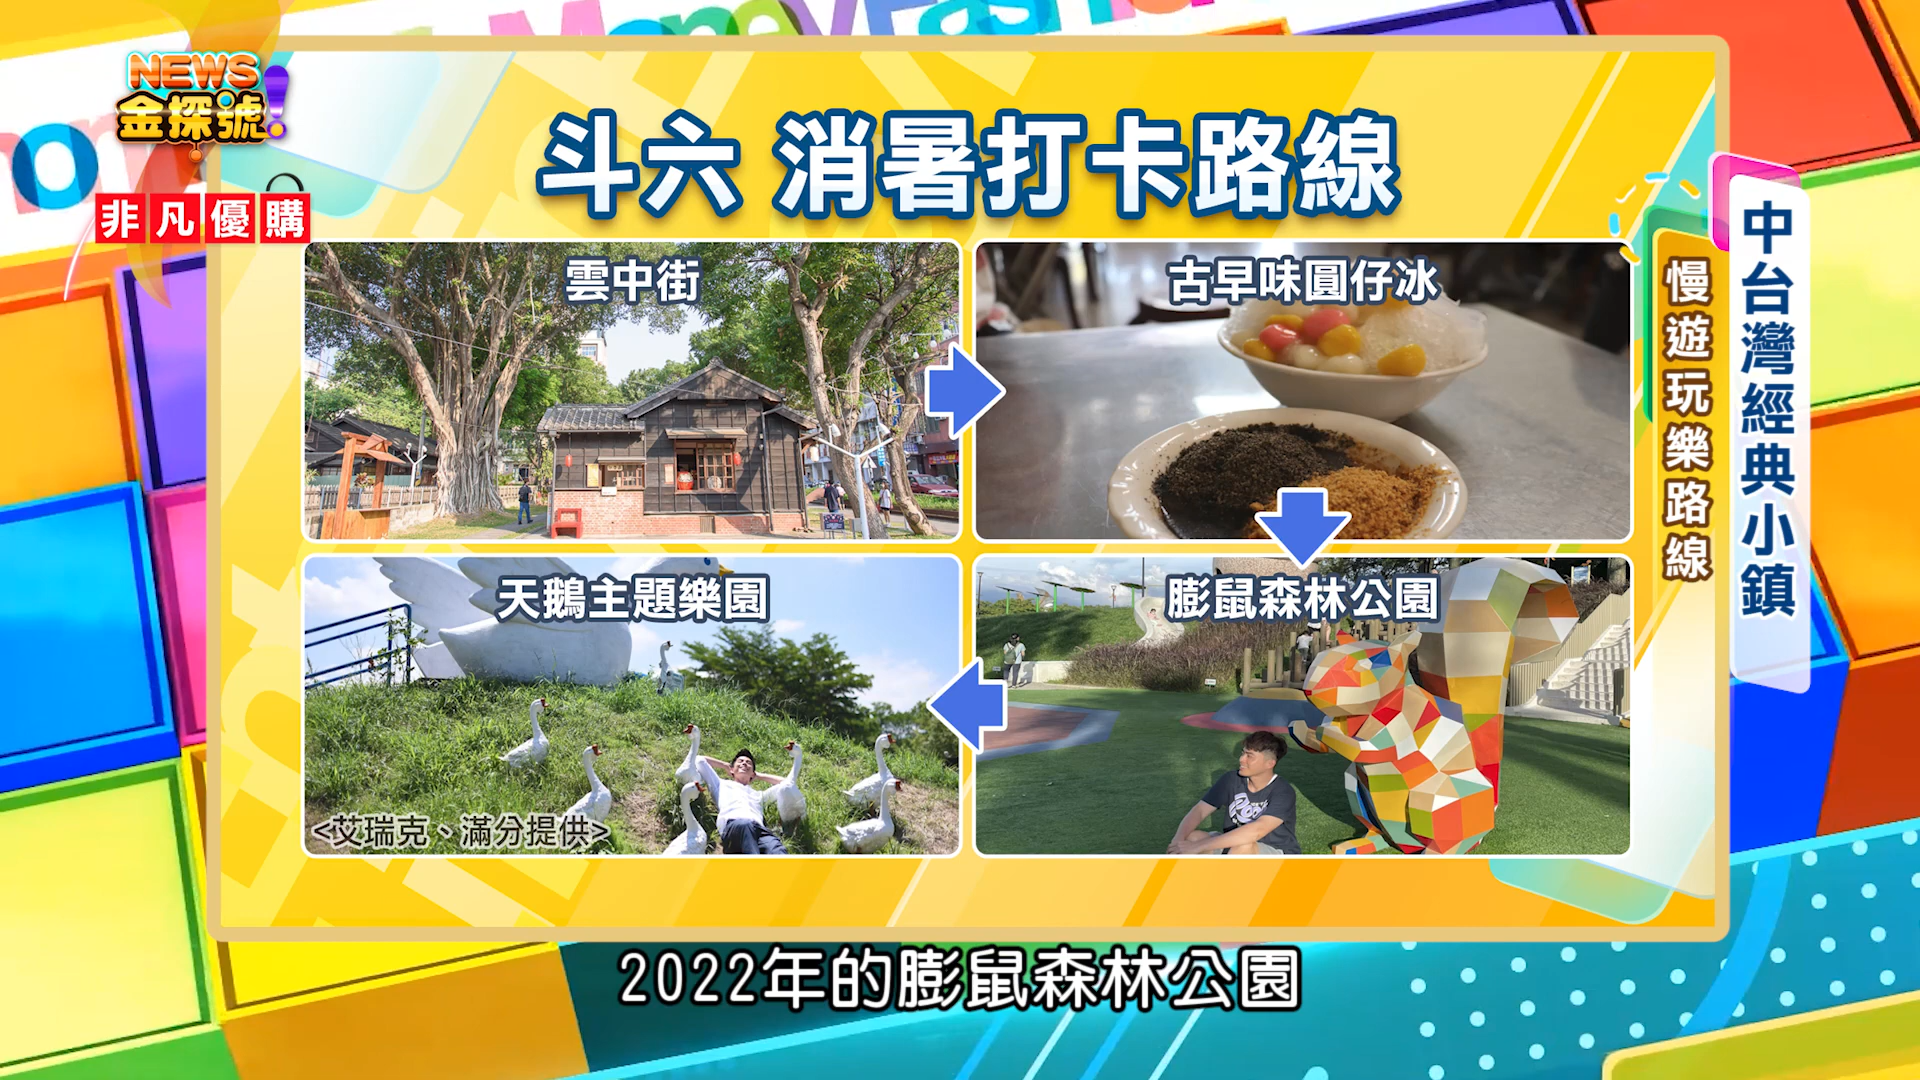 Money Fashion
NEWS
金探號!
非凡優購
斗六 消暑打卡路線
雲中街
古早味圓仔冰
天鵝主題樂園
膨鼠森林公園
<艾瑞克、滿分提供>
中台灣經典小鎮
慢遊玩樂路線
2022年的膨鼠森林公園